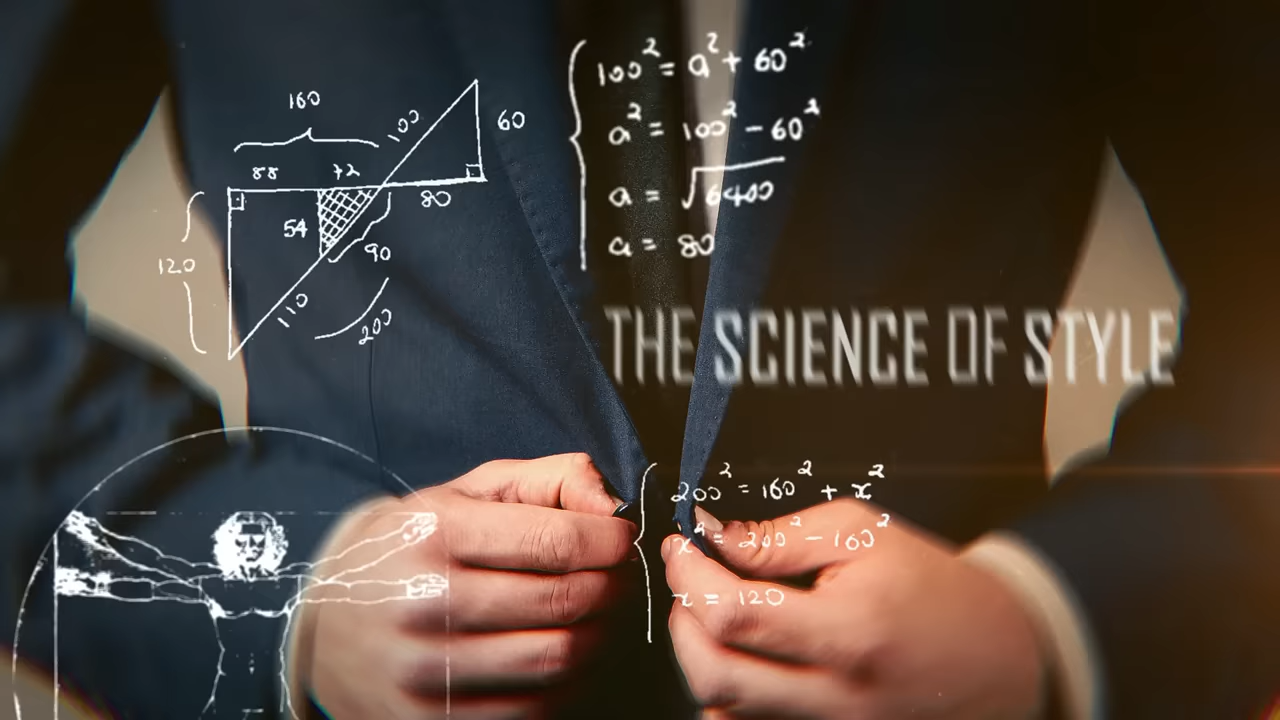 160
100
60
88 72
80
54
90
120
110
200
100² = a² + 60²
a² = 100² - 60²
a = √6400
a = 80
THE SCIENCE OF STYLE
200² = 160² + x²
x² = 200² - 160²
x = 120